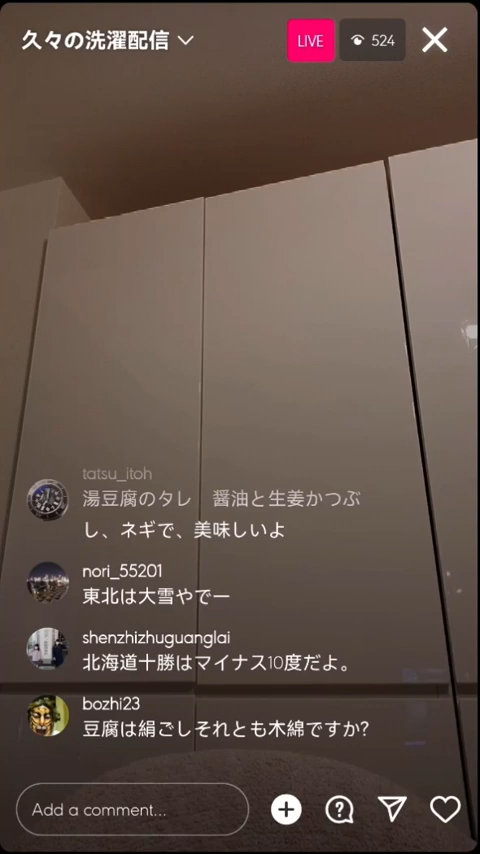 久々の洗濯配信
LIVE
524
tatsu_itoh
湯豆腐のタレ　醤油と生姜かつぶ
し、ネギで、美味しいよ
nori_55201
東北は大雪やでー
shenzhizhuguanglai
北海道十勝はマイナス10度だよ。
bozhi23
豆腐は絹ごしそれとも木綿ですか?
Add a comment...